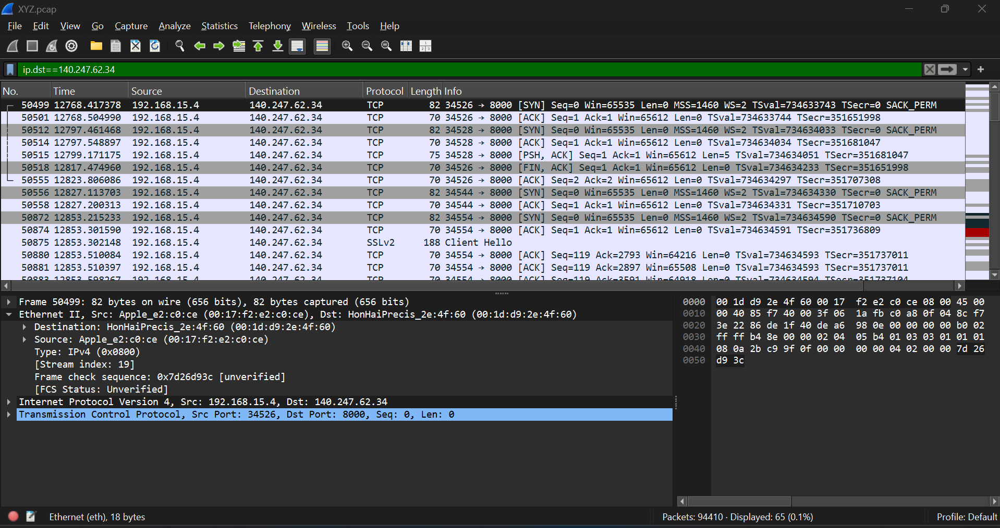 XYZ.pcap
File Edit View Go Capture Analyze Statistics Telephony Wireless Tools Help
ip.dst==140.247.62.34
No. Time Source Destination Protocol Length Info
50499 12768.417378 192.168.15.4 140.247.62.34 TCP 82 34526 → 8000 [SYN] Seq=0 Win=65535 Len=0 MSS=1460 WS=2 TSval=734633743 TSecr=0 SACK_PERM
50501 12768.504990 192.168.15.4 140.247.62.34 TCP 70 34526 → 8000 [ACK] Seq=1 Ack=1 Win=65612 Len=0 TSval=734633744 TSecr=351651998
50512 12797.461468 192.168.15.4 140.247.62.34 TCP 82 34528 → 8000 [SYN] Seq=0 Win=65535 Len=0 MSS=1460 WS=2 TSval=734634033 TSecr=0 SACK_PERM
50514 12797.548897 192.168.15.4 140.247.62.34 TCP 70 34528 → 8000 [ACK] Seq=1 Ack=1 Win=65612 Len=0 TSval=734634034 TSecr=351681047
50515 12799.171175 192.168.15.4 140.247.62.34 TCP 75 34528 → 8000 [PSH, ACK] Seq=1 Ack=1 Win=65612 Len=5 TSval=734634051 TSecr=351681047
50518 12817.474960 192.168.15.4 140.247.62.34 TCP 70 34526 → 8000 [FIN, ACK] Seq=1 Ack=1 Win=65612 Len=0 TSval=734634233 TSecr=351651998
50555 12823.806086 192.168.15.4 140.247.62.34 TCP 70 34526 → 8000 [ACK] Seq=2 Ack=2 Win=65612 Len=0 TSval=734634297 TSecr=351707308
50556 12827.113703 192.168.15.4 140.247.62.34 TCP 82 34544 → 8000 [SYN] Seq=0 Win=65535 Len=0 MSS=1460 WS=2 TSval=734634330 TSecr=0 SACK_PERM
50558 12827.200313 192.168.15.4 140.247.62.34 TCP 70 34544 → 8000 [ACK] Seq=1 Ack=1 Win=65612 Len=0 TSval=734634331 TSecr=351710703
50872 12853.215233 192.168.15.4 140.247.62.34 TCP 82 34554 → 8000 [SYN] Seq=0 Win=65535 Len=0 MSS=1460 WS=2 TSval=734634590 TSecr=0 SACK_PERM
50874 12853.301590 192.168.15.4 140.247.62.34 TCP 70 34554 → 8000 [ACK] Seq=1 Ack=1 Win=65612 Len=0 TSval=734634591 TSecr=351736809
50875 12853.302148 192.168.15.4 140.247.62.34 SSLv2 188 Client Hello
50880 12853.510084 192.168.15.4 140.247.62.34 TCP 70 34554 → 8000 [ACK] Seq=119 Ack=2793 Win=64216 Len=0 TSval=734634593 TSecr=351737011
50881 12853.510397 192.168.15.4 140.247.62.34 TCP 70 34554 → 8000 [ACK] Seq=119 Ack=2897 Win=65508 Len=0 TSval=734634593 TSecr=351737011
50883 12853.598267 192.168.15.4 140.247.62.34 TCP 70 34554 → 8000 [ACK] Seq=119 Ack=3591 Win=64918 Len=0 TSval=734634594 TSecr=351737104
Frame 50499: 82 bytes on wire (656 bits), 82 bytes captured (656 bits)
Ethernet II, Src: Apple_e2:c0:ce (00:17:f2:e2:c0:ce), Dst: HonHaiPrecis_2e:4f:60 (00:1d:d9:2e:4f:60)
Destination: HonHaiPrecis_2e:4f:60 (00:1d:d9:2e:4f:60)
Source: Apple_e2:c0:ce (00:17:f2:e2:c0:ce)
Type: IPv4 (0x0800)
[Stream index: 19]
Frame check sequence: 0x7d26d93c [unverified]
[FCS Status: Unverified]
Internet Protocol Version 4, Src: 192.168.15.4, Dst: 140.247.62.34
Transmission Control Protocol, Src Port: 34526, Dst Port: 8000, Seq: 0, Len: 0
0000 00 1d d9 2e 4f 60 00 17 f2 e2 c0 ce 08 00 45 00
0010 00 40 85 f7 40 00 3f 06 1a fb c0 a8 0f 04 8c f7
0020 3e 22 86 de 1f 40 de a6 98 0e 00 00 00 00 b0 02
0030 ff ff b4 8e 00 00 02 04 05 b4 01 03 03 01 01 01
0040 08 0a 2b c9 9f 0f 00 00 00 00 04 02 00 00 7d 26
0050 d9 3c
Ethernet (eth), 18 bytes
Packets: 94410 · Displayed: 65 (0.1%)
Profile: Default